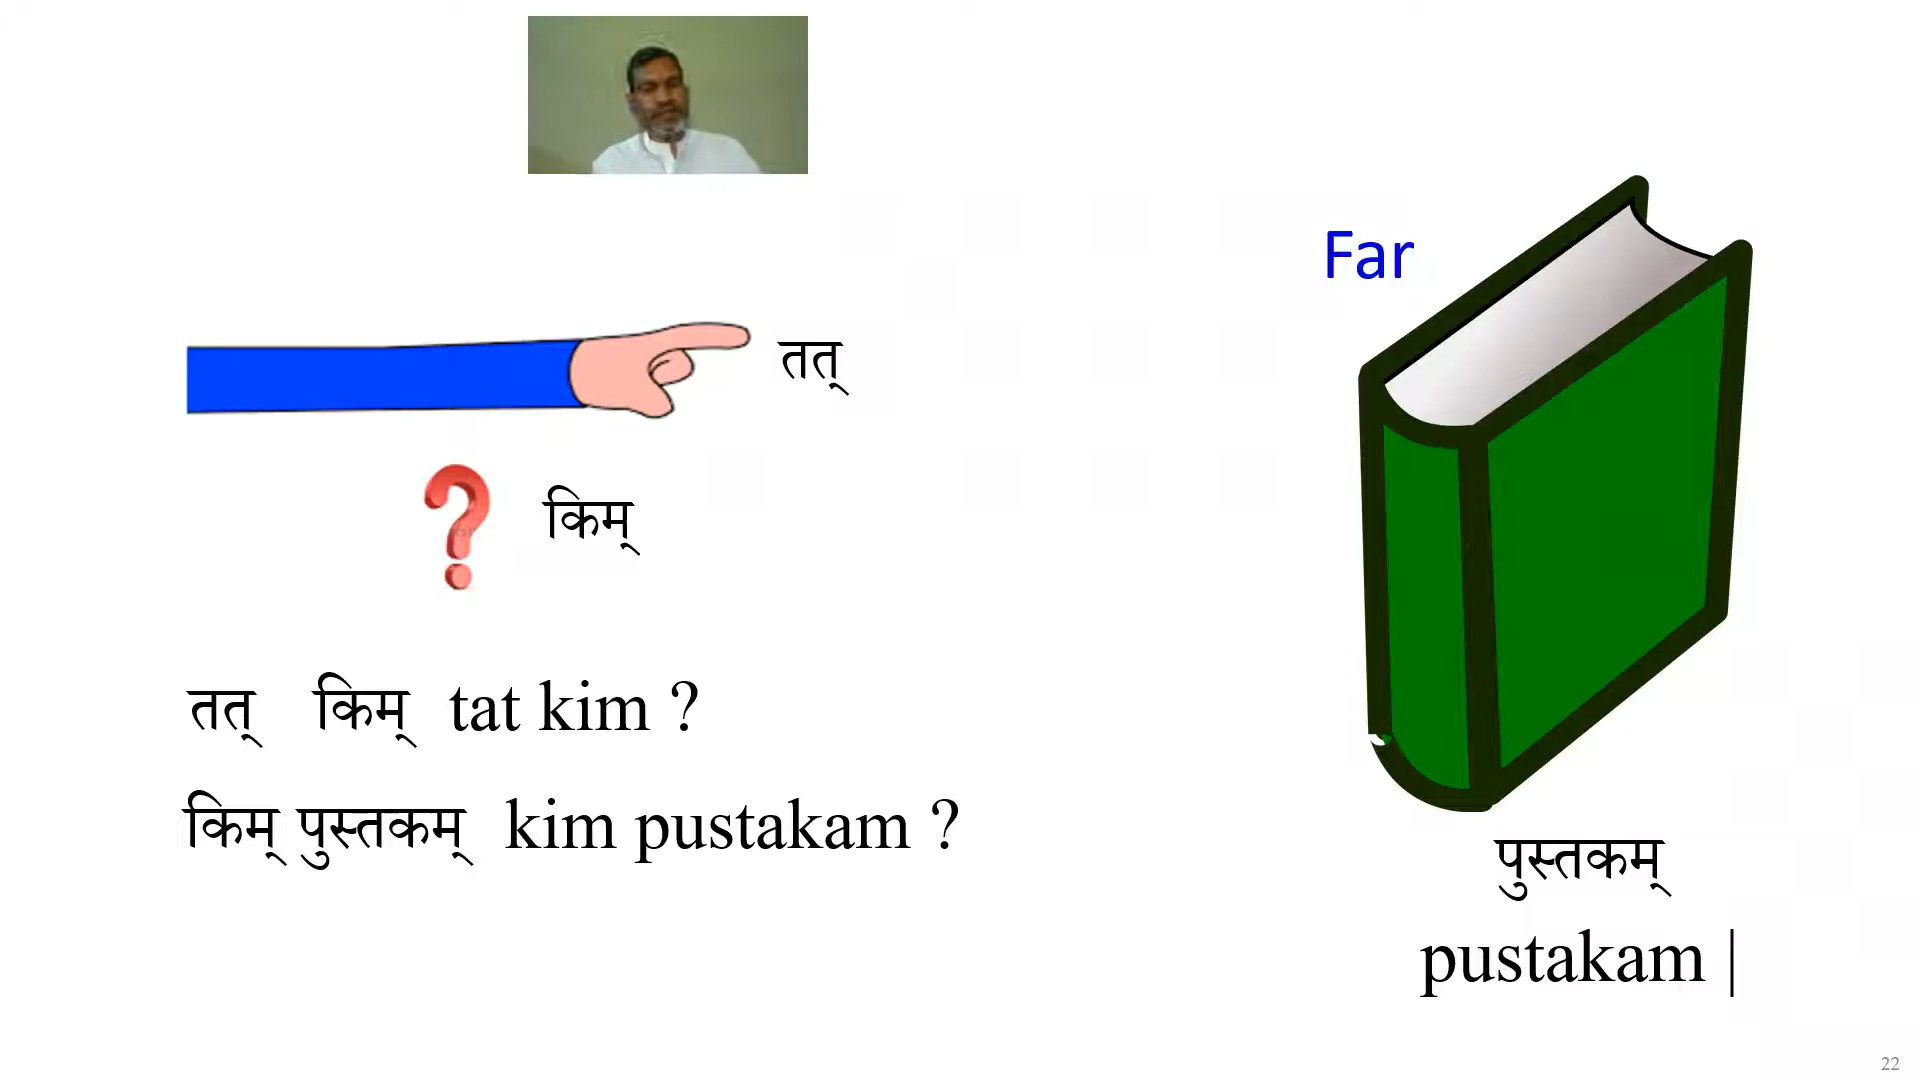 Far
तत्
किम्
तत् किम् tat kim ?
किम् पुस्तकम् kim pustakam ?
पुस्तकम्
pustakam |
22